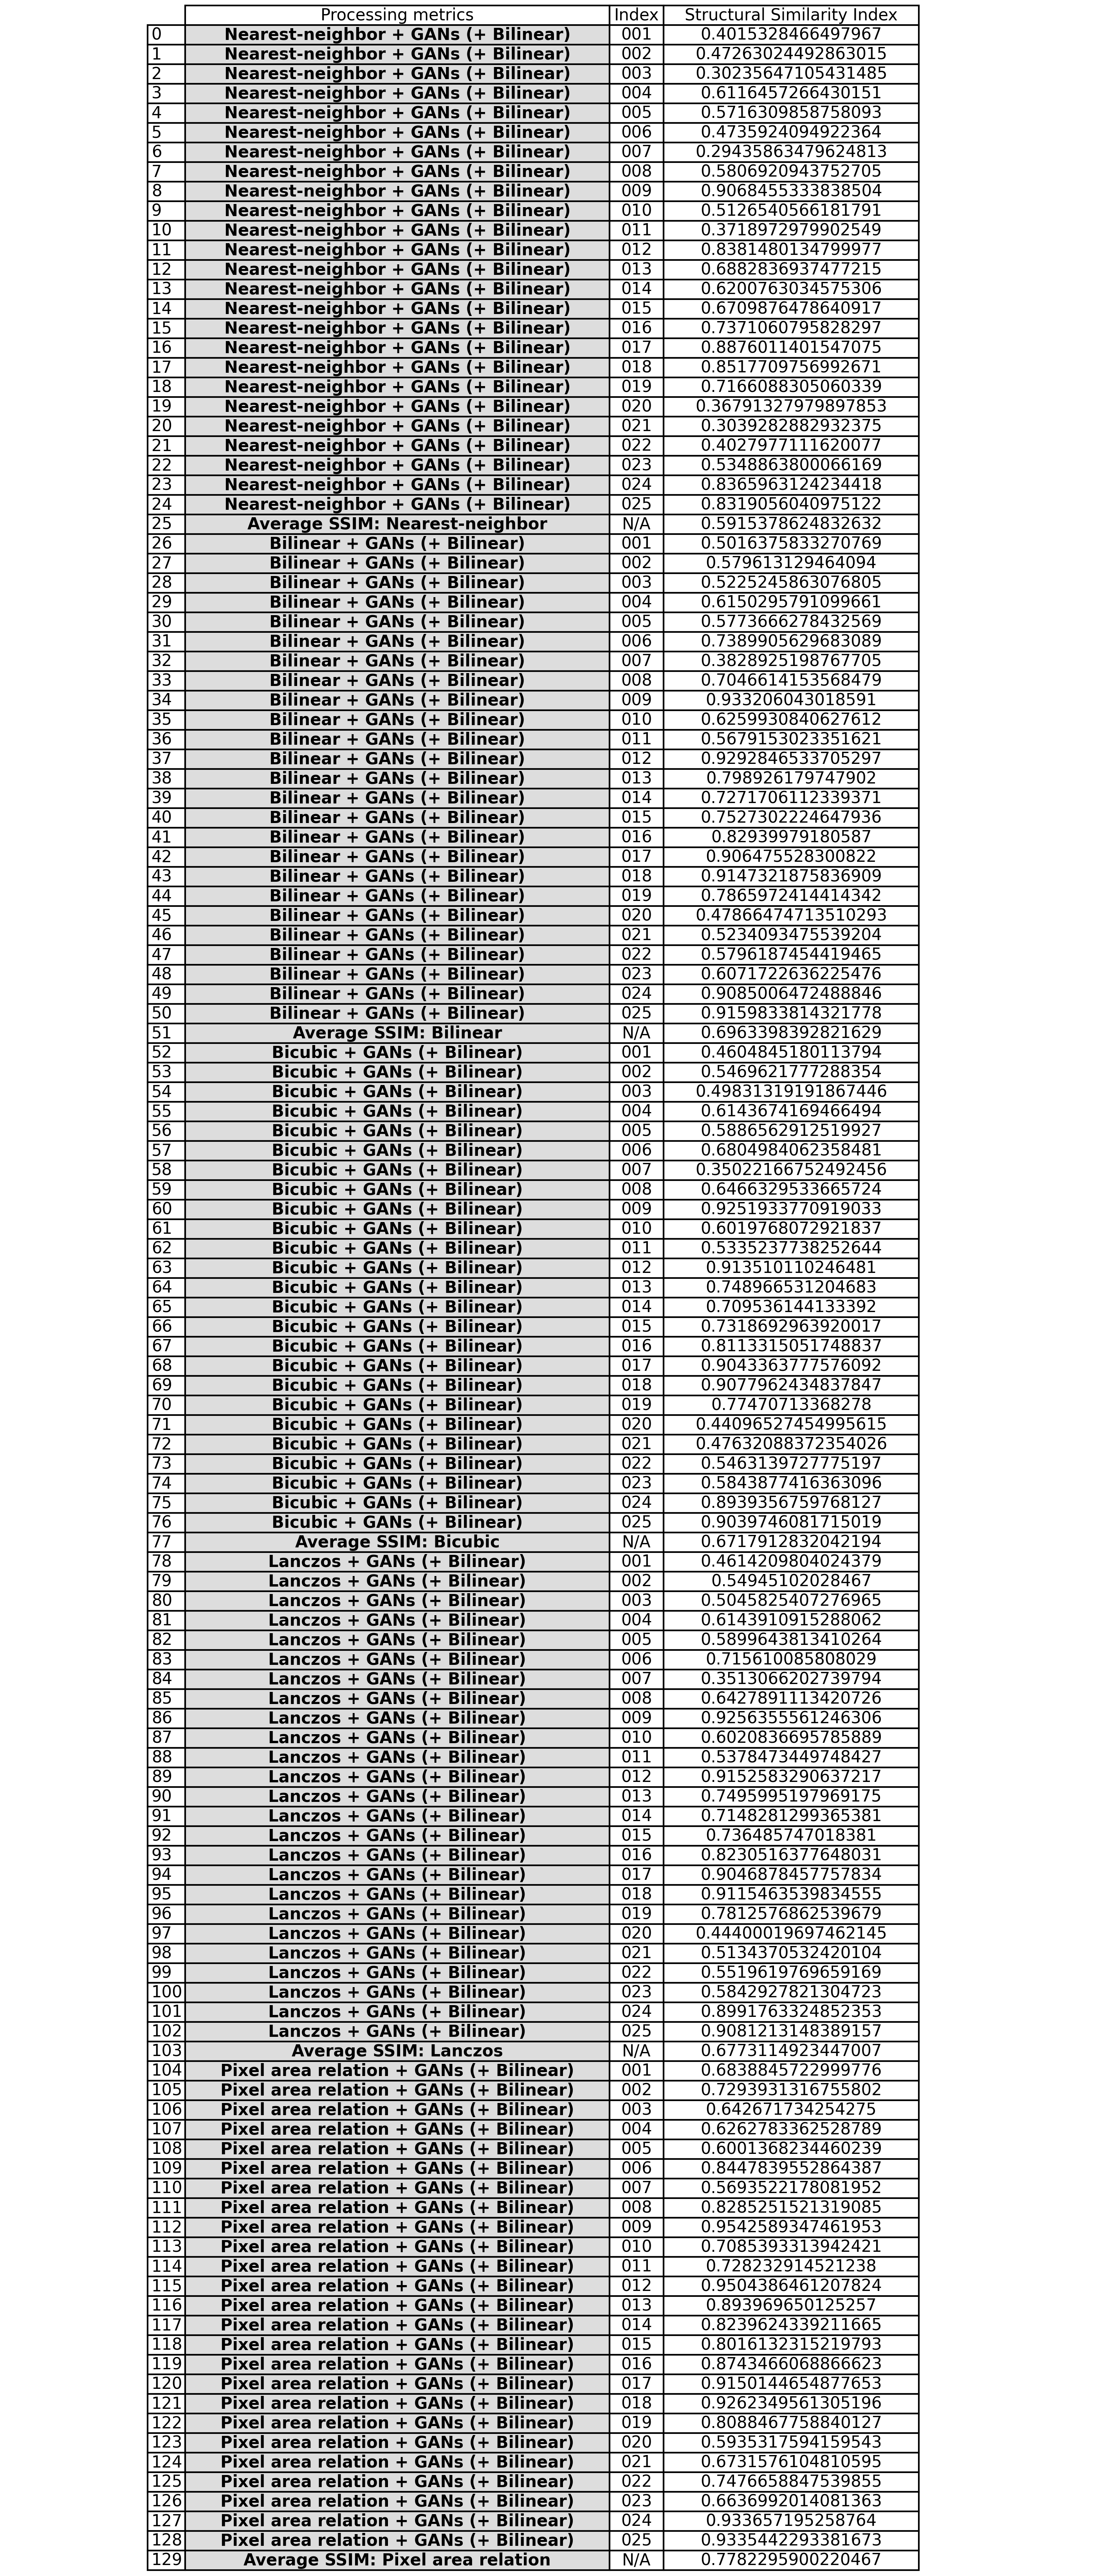 Processing metrics Index Structural Similarity Index
0 Nearest-neighbor + GANs (+ Bilinear) 001 0.4015328466497967
1 Nearest-neighbor + GANs (+ Bilinear) 002 0.47263024492863015
2 Nearest-neighbor + GANs (+ Bilinear) 003 0.30235647105431485
3 Nearest-neighbor + GANs (+ Bilinear) 004 0.6116457266430151
4 Nearest-neighbor + GANs (+ Bilinear) 005 0.5716309858758093
5 Nearest-neighbor + GANs (+ Bilinear) 006 0.4735924094922364
6 Nearest-neighbor + GANs (+ Bilinear) 007 0.29435863479624813
7 Nearest-neighbor + GANs (+ Bilinear) 008 0.5806920943752705
8 Nearest-neighbor + GANs (+ Bilinear) 009 0.9068455333838504
9 Nearest-neighbor + GANs (+ Bilinear) 010 0.5126540566181791
10 Nearest-neighbor + GANs (+ Bilinear) 011 0.3718972979902549
11 Nearest-neighbor + GANs (+ Bilinear) 012 0.8381480134799977
12 Nearest-neighbor + GANs (+ Bilinear) 013 0.6882836937477215
13 Nearest-neighbor + GANs (+ Bilinear) 014 0.6200763034575306
14 Nearest-neighbor + GANs (+ Bilinear) 015 0.6709876478640917
15 Nearest-neighbor + GANs (+ Bilinear) 016 0.7371060795828297
16 Nearest-neighbor + GANs (+ Bilinear) 017 0.8876011401547075
17 Nearest-neighbor + GANs (+ Bilinear) 018 0.8517709756992671
18 Nearest-neighbor + GANs (+ Bilinear) 019 0.7166088305060339
19 Nearest-neighbor + GANs (+ Bilinear) 020 0.36791327979897853
20 Nearest-neighbor + GANs (+ Bilinear) 021 0.3039282882932375
21 Nearest-neighbor + GANs (+ Bilinear) 022 0.4027977111620077
22 Nearest-neighbor + GANs (+ Bilinear) 023 0.5348863800066169
23 Nearest-neighbor + GANs (+ Bilinear) 024 0.8365963124234418
24 Nearest-neighbor + GANs (+ Bilinear) 025 0.8319056040975122
25 Average SSIM: Nearest-neighbor N/A 0.5915378624832632
26 Bilinear + GANs (+ Bilinear) 001 0.5016375833270769
27 Bilinear + GANs (+ Bilinear) 002 0.579613129464094
28 Bilinear + GANs (+ Bilinear) 003 0.5225245863076805
29 Bilinear + GANs (+ Bilinear) 004 0.6150295791099661
30 Bilinear + GANs (+ Bilinear) 005 0.5773666278432569
31 Bilinear + GANs (+ Bilinear) 006 0.7389905629683089
32 Bilinear + GANs (+ Bilinear) 007 0.3828925198767705
33 Bilinear + GANs (+ Bilinear) 008 0.7046614153568479
34 Bilinear + GANs (+ Bilinear) 009 0.933206043018591
35 Bilinear + GANs (+ Bilinear) 010 0.6259930840627612
36 Bilinear + GANs (+ Bilinear) 011 0.5679153023351621
37 Bilinear + GANs (+ Bilinear) 012 0.9292846533705297
38 Bilinear + GANs (+ Bilinear) 013 0.798926179747902
39 Bilinear + GANs (+ Bilinear) 014 0.7271706112339371
40 Bilinear + GANs (+ Bilinear) 015 0.7527302224647936
41 Bilinear + GANs (+ Bilinear) 016 0.82939979180587
42 Bilinear + GANs (+ Bilinear) 017 0.906475528300822
43 Bilinear + GANs (+ Bilinear) 018 0.9147321875836909
44 Bilinear + GANs (+ Bilinear) 019 0.7865972414414342
45 Bilinear + GANs (+ Bilinear) 020 0.47866474713510293
46 Bilinear + GANs (+ Bilinear) 021 0.5234093475539204
47 Bilinear + GANs (+ Bilinear) 022 0.5796187454419465
48 Bilinear + GANs (+ Bilinear) 023 0.6071722636225476
49 Bilinear + GANs (+ Bilinear) 024 0.9085006472488846
50 Bilinear + GANs (+ Bilinear) 025 0.9159833814321778
51 Average SSIM: Bilinear N/A 0.6963398392821629
52 Bicubic + GANs (+ Bilinear) 001 0.4604845180113794
53 Bicubic + GANs (+ Bilinear) 002 0.5469621777288354
54 Bicubic + GANs (+ Bilinear) 003 0.49831319191867446
55 Bicubic + GANs (+ Bilinear) 004 0.6143674169466494
56 Bicubic + GANs (+ Bilinear) 005 0.5886562912519927
57 Bicubic + GANs (+ Bilinear) 006 0.6804984062358481
58 Bicubic + GANs (+ Bilinear) 007 0.35022166752492456
59 Bicubic + GANs (+ Bilinear) 008 0.6466329533665724
60 Bicubic + GANs (+ Bilinear) 009 0.9251933770919033
61 Bicubic + GANs (+ Bilinear) 010 0.6019768072921837
62 Bicubic + GANs (+ Bilinear) 011 0.5335237738252644
63 Bicubic + GANs (+ Bilinear) 012 0.913510110246481
64 Bicubic + GANs (+ Bilinear) 013 0.748966531204683
65 Bicubic + GANs (+ Bilinear) 014 0.709536144133392
66 Bicubic + GANs (+ Bilinear) 015 0.7318692963920017
67 Bicubic + GANs (+ Bilinear) 016 0.8113315051748837
68 Bicubic + GANs (+ Bilinear) 017 0.9043363777576092
69 Bicubic + GANs (+ Bilinear) 018 0.9077962434837847
70 Bicubic + GANs (+ Bilinear) 019 0.77470713368278
71 Bicubic + GANs (+ Bilinear) 020 0.44096527454995615
72 Bicubic + GANs (+ Bilinear) 021 0.47632088372354026
73 Bicubic + GANs (+ Bilinear) 022 0.5463139727775197
74 Bicubic + GANs (+ Bilinear) 023 0.5843877416363096
75 Bicubic + GANs (+ Bilinear) 024 0.8939356759768127
76 Bicubic + GANs (+ Bilinear) 025 0.9039746081715019
77 Average SSIM: Bicubic N/A 0.6717912832042194
78 Lanczos + GANs (+ Bilinear) 001 0.4614209804024379
79 Lanczos + GANs (+ Bilinear) 002 0.54945102028467
80 Lanczos + GANs (+ Bilinear) 003 0.5045825407276965
81 Lanczos + GANs (+ Bilinear) 004 0.6143910915288062
82 Lanczos + GANs (+ Bilinear) 005 0.5899643813410264
83 Lanczos + GANs (+ Bilinear) 006 0.715610085808029
84 Lanczos + GANs (+ Bilinear) 007 0.3513066202739794
85 Lanczos + GANs (+ Bilinear) 008 0.6427891113420726
86 Lanczos + GANs (+ Bilinear) 009 0.9256355561246306
87 Lanczos + GANs (+ Bilinear) 010 0.6020836695785889
88 Lanczos + GANs (+ Bilinear) 011 0.5378473449748427
89 Lanczos + GANs (+ Bilinear) 012 0.9152583290637217
90 Lanczos + GANs (+ Bilinear) 013 0.7495995197969175
91 Lanczos + GANs (+ Bilinear) 014 0.7148281299365381
92 Lanczos + GANs (+ Bilinear) 015 0.736485747018381
93 Lanczos + GANs (+ Bilinear) 016 0.8230516377648031
94 Lanczos + GANs (+ Bilinear) 017 0.9046878457757834
95 Lanczos + GANs (+ Bilinear) 018 0.9115463539834555
96 Lanczos + GANs (+ Bilinear) 019 0.7812576862539679
97 Lanczos + GANs (+ Bilinear) 020 0.44400019697462145
98 Lanczos + GANs (+ Bilinear) 021 0.5134370532420104
99 Lanczos + GANs (+ Bilinear) 022 0.5519619769659169
100 Lanczos + GANs (+ Bilinear) 023 0.5842927821304723
101 Lanczos + GANs (+ Bilinear) 024 0.8991763324852353
102 Lanczos + GANs (+ Bilinear) 025 0.9081213148389157
103 Average SSIM: Lanczos N/A 0.6773114923447007
104 Pixel area relation + GANs (+ Bilinear) 001 0.6838845722999776
105 Pixel area relation + GANs (+ Bilinear) 002 0.7293931316755802
106 Pixel area relation + GANs (+ Bilinear) 003 0.642671734254275
107 Pixel area relation + GANs (+ Bilinear) 004 0.6262783362528789
108 Pixel area relation + GANs (+ Bilinear) 005 0.6001368234460239
109 Pixel area relation + GANs (+ Bilinear) 006 0.8447839552864387
110 Pixel area relation + GANs (+ Bilinear) 007 0.5693522178081952
111 Pixel area relation + GANs (+ Bilinear) 008 0.8285251521319085
112 Pixel area relation + GANs (+ Bilinear) 009 0.9542589347461953
113 Pixel area relation + GANs (+ Bilinear) 010 0.7085393313942421
114 Pixel area relation + GANs (+ Bilinear) 011 0.728232914521238
115 Pixel area relation + GANs (+ Bilinear) 012 0.9504386461207824
116 Pixel area relation + GANs (+ Bilinear) 013 0.893969650125257
117 Pixel area relation + GANs (+ Bilinear) 014 0.8239624339211665
118 Pixel area relation + GANs (+ Bilinear) 015 0.8016132315219793
119 Pixel area relation + GANs (+ Bilinear) 016 0.8743466068866623
120 Pixel area relation + GANs (+ Bilinear) 017 0.9150144654877653
121 Pixel area relation + GANs (+ Bilinear) 018 0.9262349561305196
122 Pixel area relation + GANs (+ Bilinear) 019 0.8088467758840127
123 Pixel area relation + GANs (+ Bilinear) 020 0.5935317594159543
124 Pixel area relation + GANs (+ Bilinear) 021 0.6731576104810595
125 Pixel area relation + GANs (+ Bilinear) 022 0.7476658847539855
126 Pixel area relation + GANs (+ Bilinear) 023 0.6636992014081363
127 Pixel area relation + GANs (+ Bilinear) 024 0.933657195258764
128 Pixel area relation + GANs (+ Bilinear) 025 0.9335442293381673
129 Average SSIM: Pixel area relation N/A 0.7782295900220467